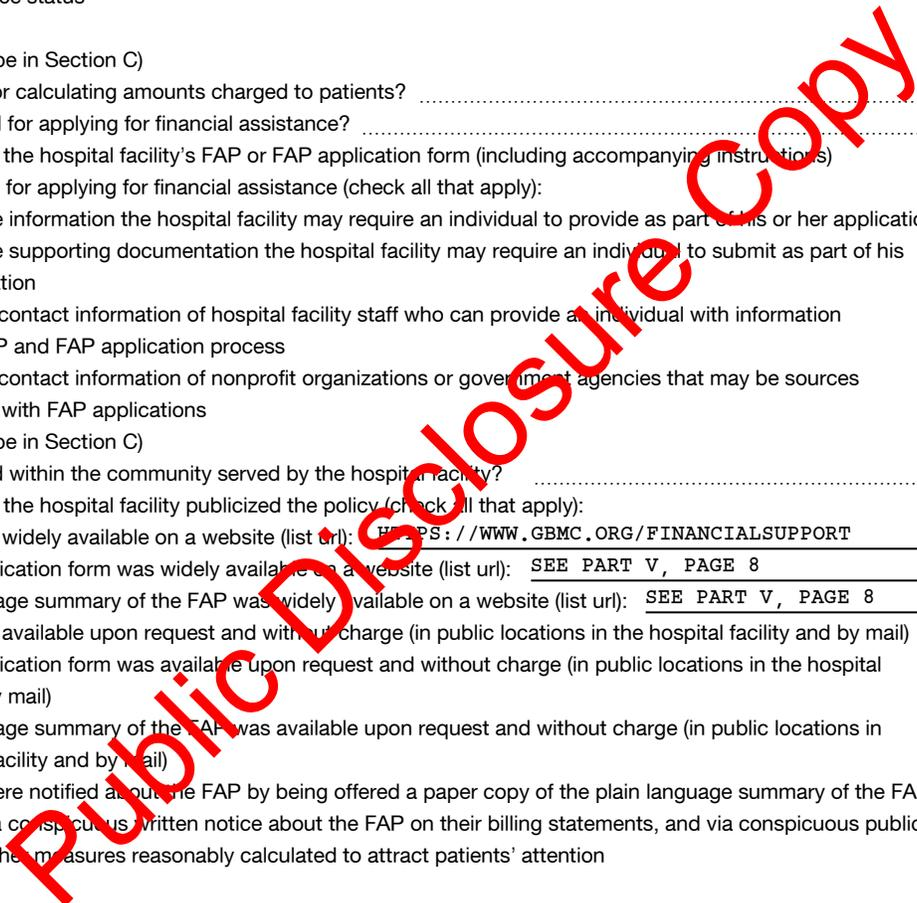 ce status
be in Section C)
or calculating amounts charged to patients?
for applying for financial assistance?
the hospital facility's FAP or FAP application form (including accompanying instructions)
for applying for financial assistance (check all that apply):
e information the hospital facility may require an individual to provide as part of his or her applicatio
e supporting documentation the hospital facility may require an individual to submit as part of his
tion
contact information of hospital facility staff who can provide an individual with information
P and FAP application process
contact information of nonprofit organizations or government agencies that may be sources
with FAP applications
be in Section C)
d within the community served by the hospital facility?
the hospital facility publicized the policy (check all that apply):
widely available on a website (list url): HTTPS://WWW.GBMC.ORG/FINANCIALSUPPORT
ication form was widely available on a website (list url): SEE PART V, PAGE 8
age summary of the FAP was widely available on a website (list url): SEE PART V, PAGE 8
available upon request and without charge (in public locations in the hospital facility and by mail)
ication form was available upon request and without charge (in public locations in the hospital
y mail)
age summary of the FAP was available upon request and without charge (in public locations in
acility and by mail)
ere notified about the FAP by being offered a paper copy of the plain language summary of the FA
a conspicuous written notice about the FAP on their billing statements, and via conspicuous public
her measures reasonably calculated to attract patients' attention
Public Disclosure Copy